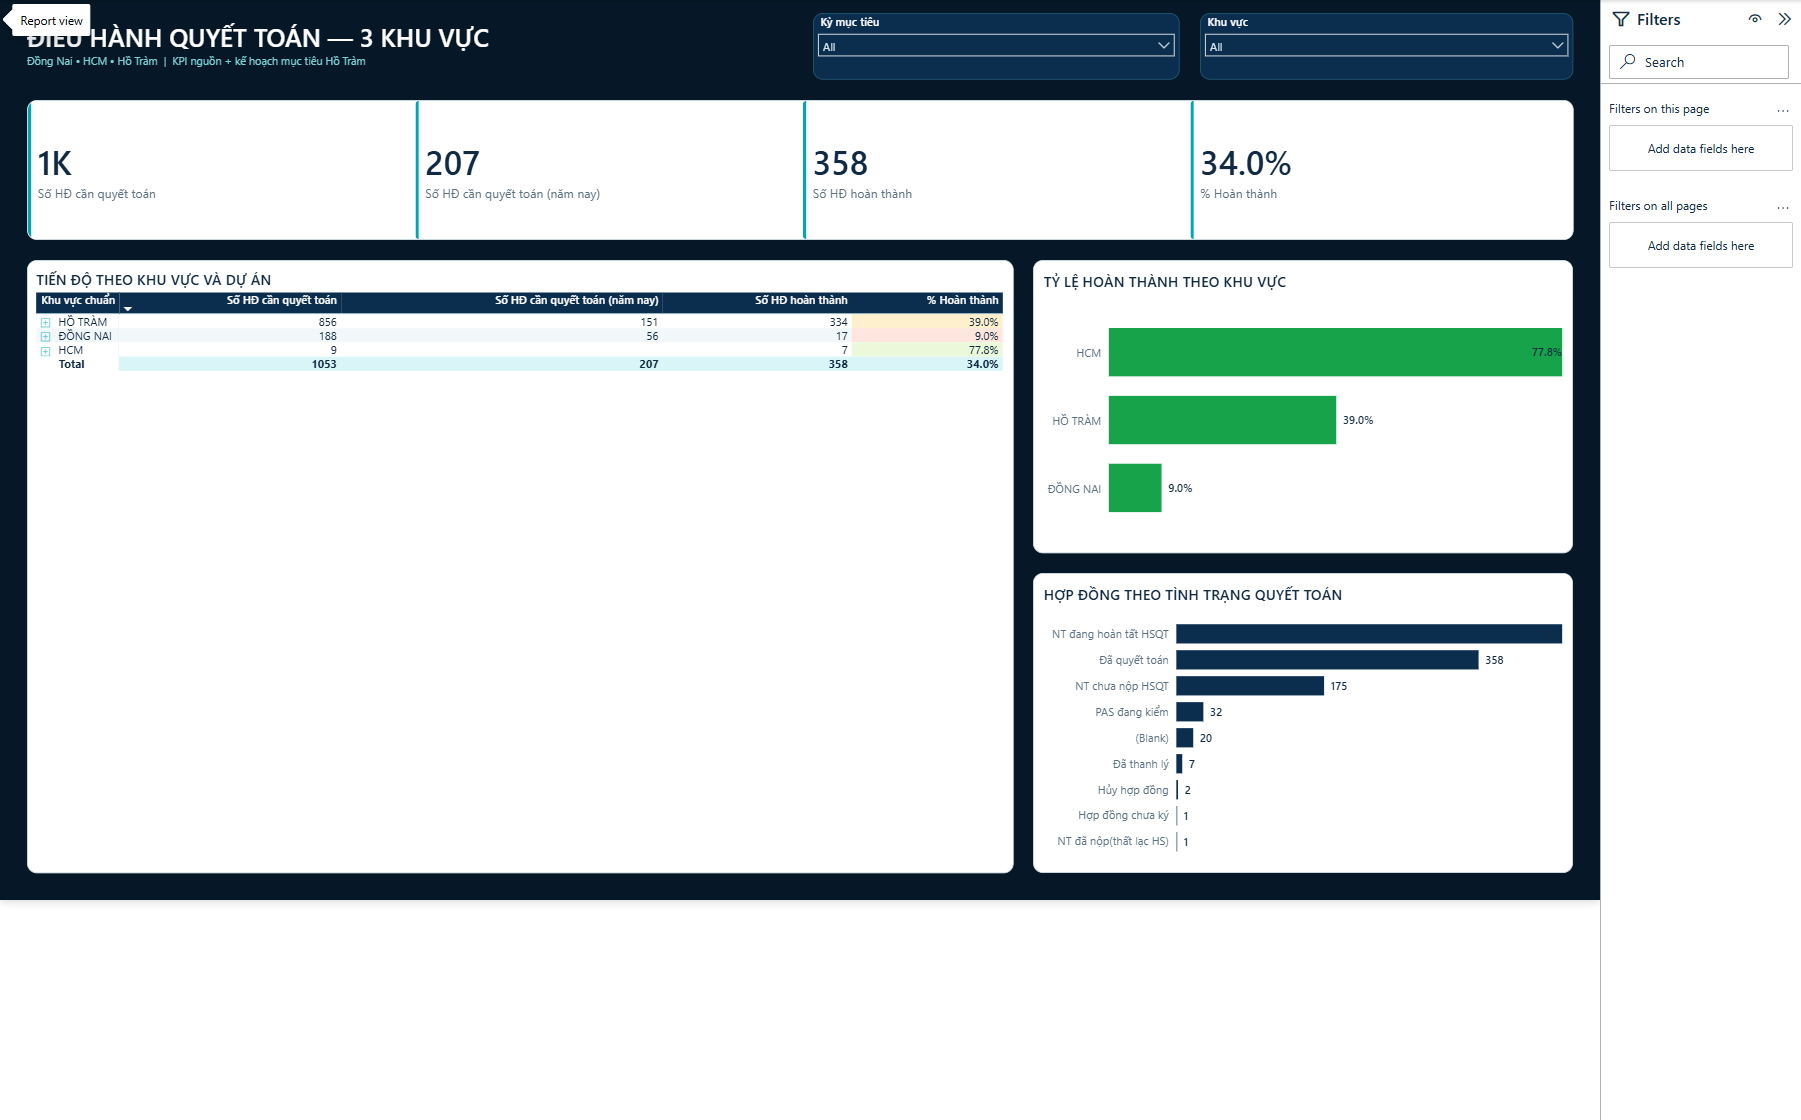 Report view
ĐIỀU HÀNH QUYẾT TOÁN — 3 KHU VỰC
Đồng Nai • HCM • Hồ Tràm | KPI nguồn + kế hoạch mục tiêu Hồ Tràm
Kỳ mục tiêu
All
Khu vực
All
1K
Số HĐ cần quyết toán
207
Số HĐ cần quyết toán (năm nay)
358
Số HĐ hoàn thành
34.0%
% Hoàn thành
TIẾN ĐỘ THEO KHU VỰC VÀ DỰ ÁN
Khu vực chuẩn Số HĐ cần quyết toán Số HĐ cần quyết toán (năm nay) Số HĐ hoàn thành % Hoàn thành
HỒ TRÀM 856 151 334 39.0%
ĐỒNG NAI 188 56 17 9.0%
HCM 9 7 77.8%
Total 1053 207 358 34.0%
TỶ LỆ HOÀN THÀNH THEO KHU VỰC
HCM 77.8%
HỒ TRÀM 39.0%
ĐỒNG NAI 9.0%
HỢP ĐỒNG THEO TÌNH TRẠNG QUYẾT TOÁN
NT đang hoàn tất HSQT
Đã quyết toán 358
NT chưa nộp HSQT 175
PAS đang kiểm 32
(Blank) 20
Đã thanh lý 7
Hủy hợp đồng 2
Hợp đồng chưa ký 1
NT đã nộp(thất lạc HS) 1
Filters
Search
Filters on this page ...
Add data fields here
Filters on all pages ...
Add data fields here